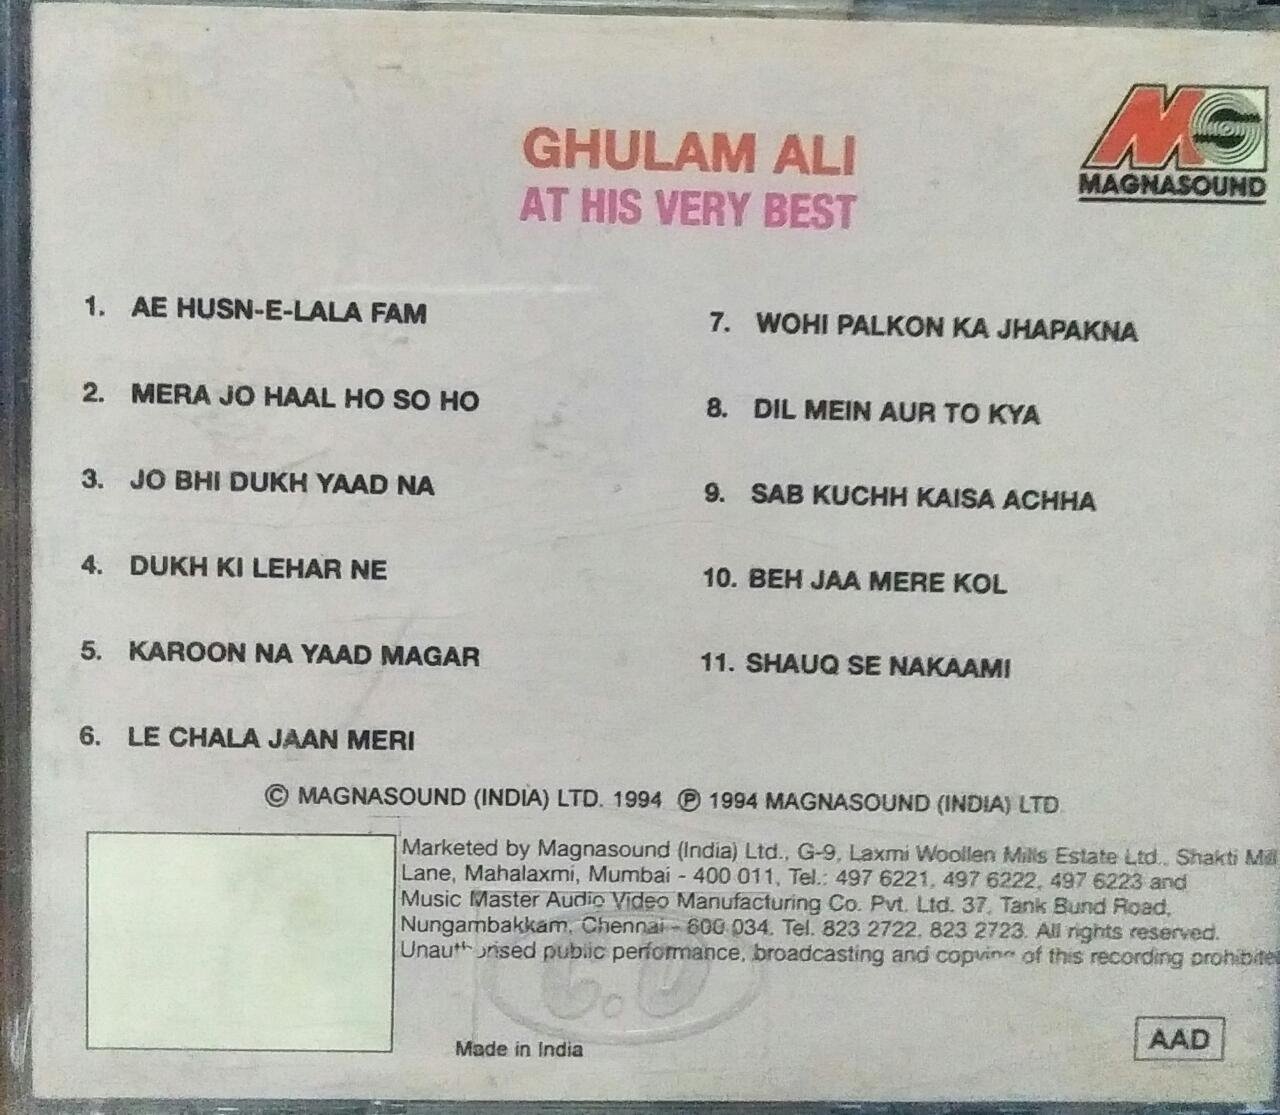 GHULAM ALI
AT HIS VERY BEST
MG
MAGNASOUND
1. AE HUSN-E-LALA FAM
2. MERA JO HAAL HO SO HO
3. JO BHI DUKH YAAD NA
4. DUKH KI LEHAR NE
5. KAROON NA YAAD MAGAR
6. LE CHALA JAAN MERI
7. WOHI PALKON KA JHAPAKNA
8. DIL MEIN AUR TO KYA
9. SAB KUCHH KAISA ACHHA
10. BEH JAA MERE KOL
11. SHAUQ SE NAKAAMI
© MAGNASOUND (INDIA) LTD. 1994 ℗ 1994 MAGNASOUND (INDIA) LTD
Marketed by Magnasound (India) Ltd., G-9, Laxmi Woollen Mills Estate Ltd., Shakti Mill
Lane, Mahalaxmi, Mumbai - 400 011, Tel.: 497 6221, 497 6222, 497 6223 and
Music Master Audio Video Manufacturing Co. Pvt. Ltd. 37, Tank Bund Road,
Nungambakkam, Chennai - 600 034. Tel. 823 2722, 823 2723. All rights reserved.
Unauthorised public performance, broadcasting and copying of this recording prohibited
C.D
Made in India
AAD